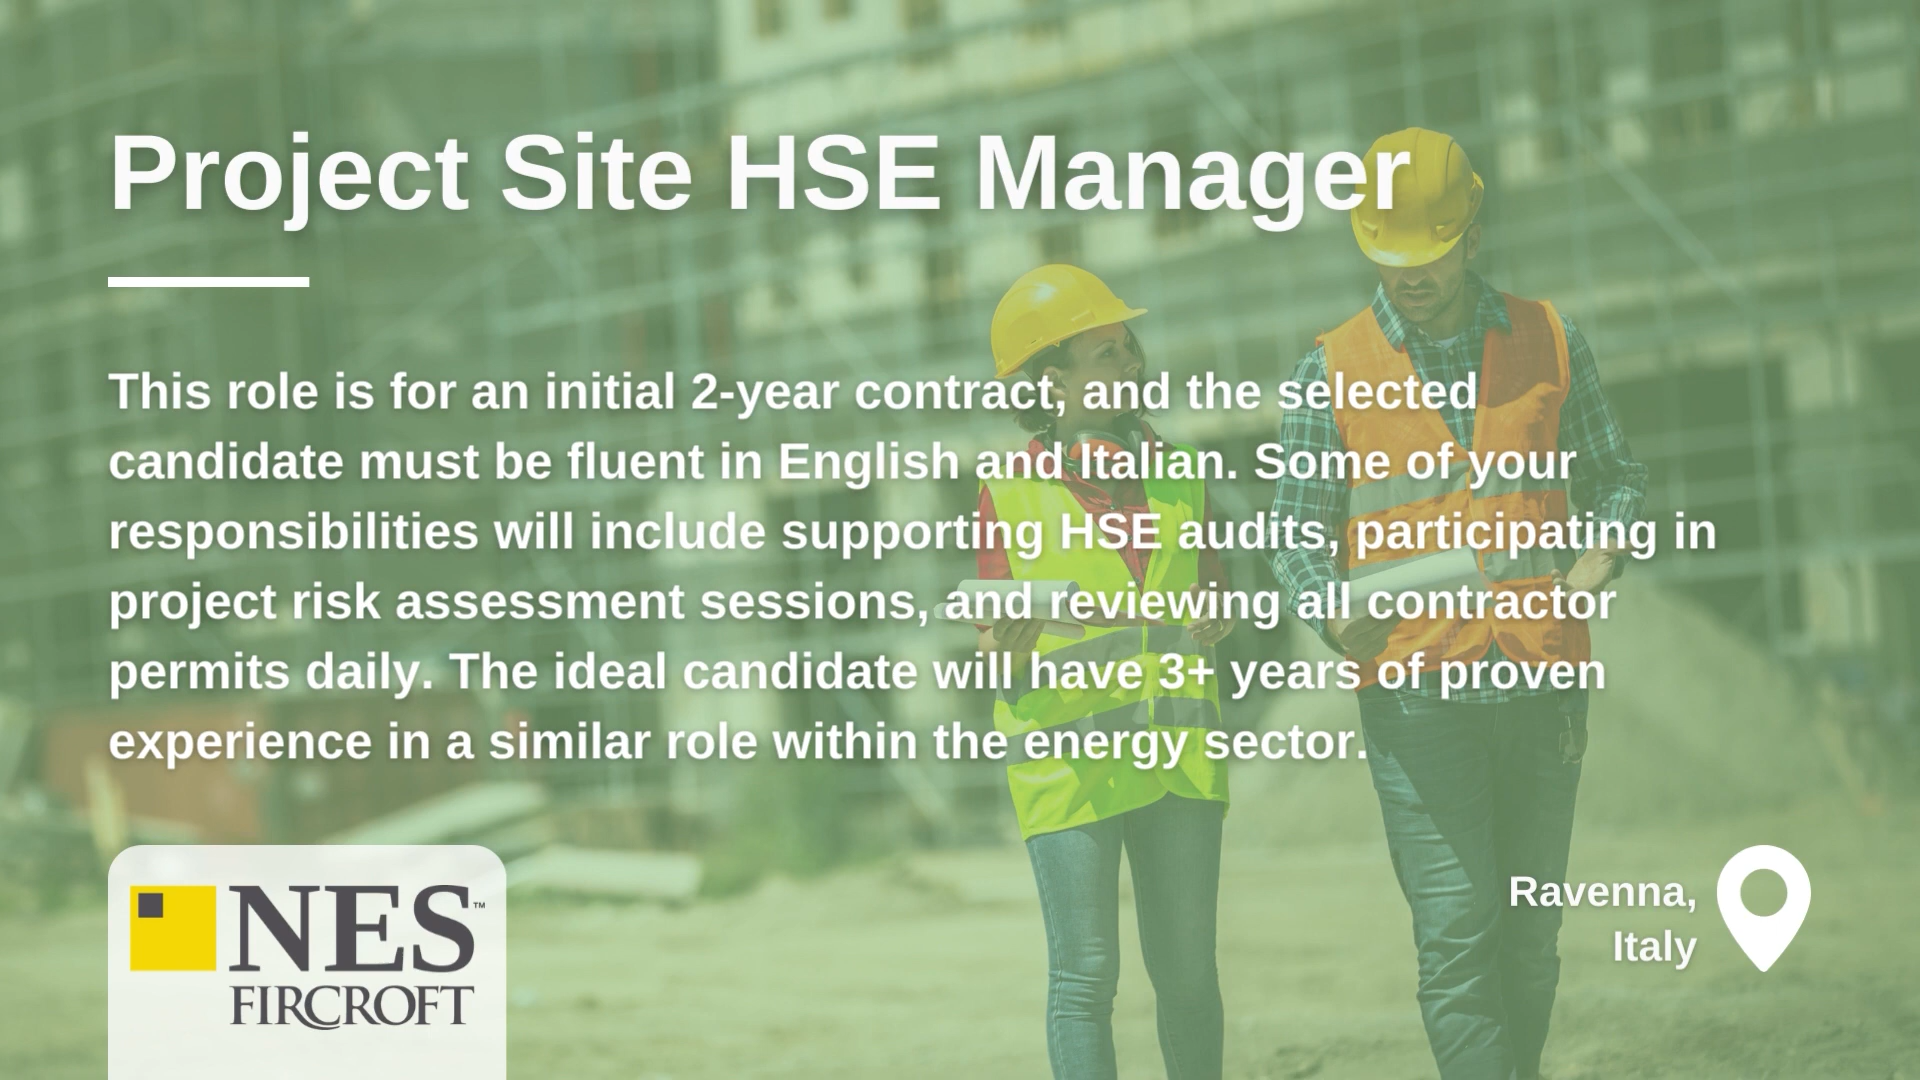 Project Site HSE Manager
This role is for an initial 2-year contract, and the selected
candidate must be fluent in English and Italian. Some of your
responsibilities will include supporting HSE audits, participating in
project risk assessment sessions, and reviewing all contractor
permits daily. The ideal candidate will have 3+ years of proven
experience in a similar role within the energy sector.
NES™
FIRCROFT
Ravenna,
Italy